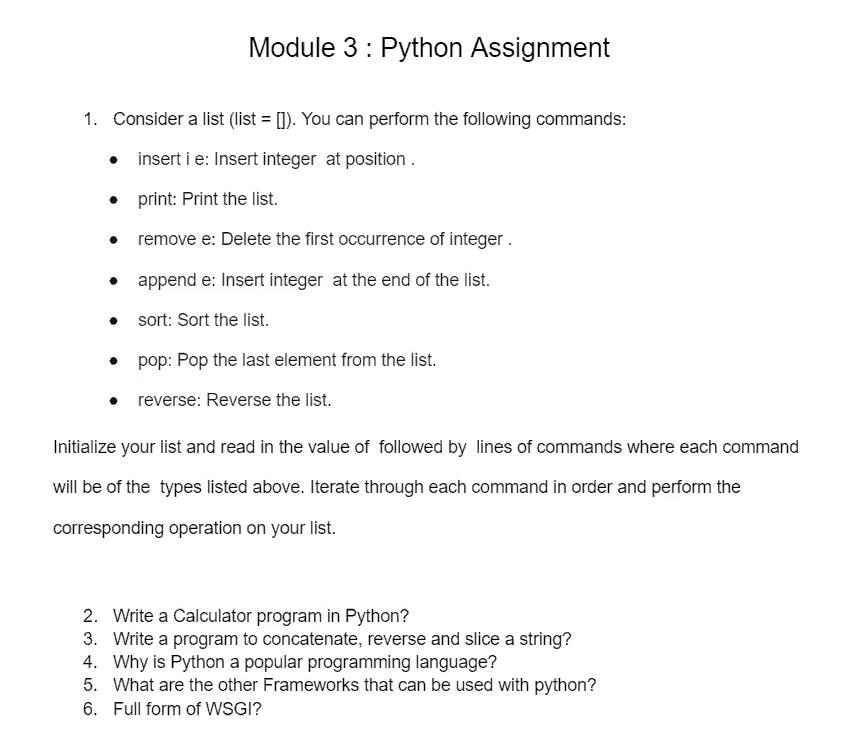 Module 3 : Python Assignment
1. Consider a list (list = []). You can perform the following commands:
● insert i e: Insert integer at position .
● print: Print the list.
● remove e: Delete the first occurrence of integer .
● append e: Insert integer at the end of the list.
● sort: Sort the list.
● pop: Pop the last element from the list.
● reverse: Reverse the list.
Initialize your list and read in the value of followed by lines of commands where each command
will be of the types listed above. Iterate through each command in order and perform the
corresponding operation on your list.
2. Write a Calculator program in Python?
3. Write a program to concatenate, reverse and slice a string?
4. Why is Python a popular programming language?
5. What are the other Frameworks that can be used with python?
6. Full form of WSGI?